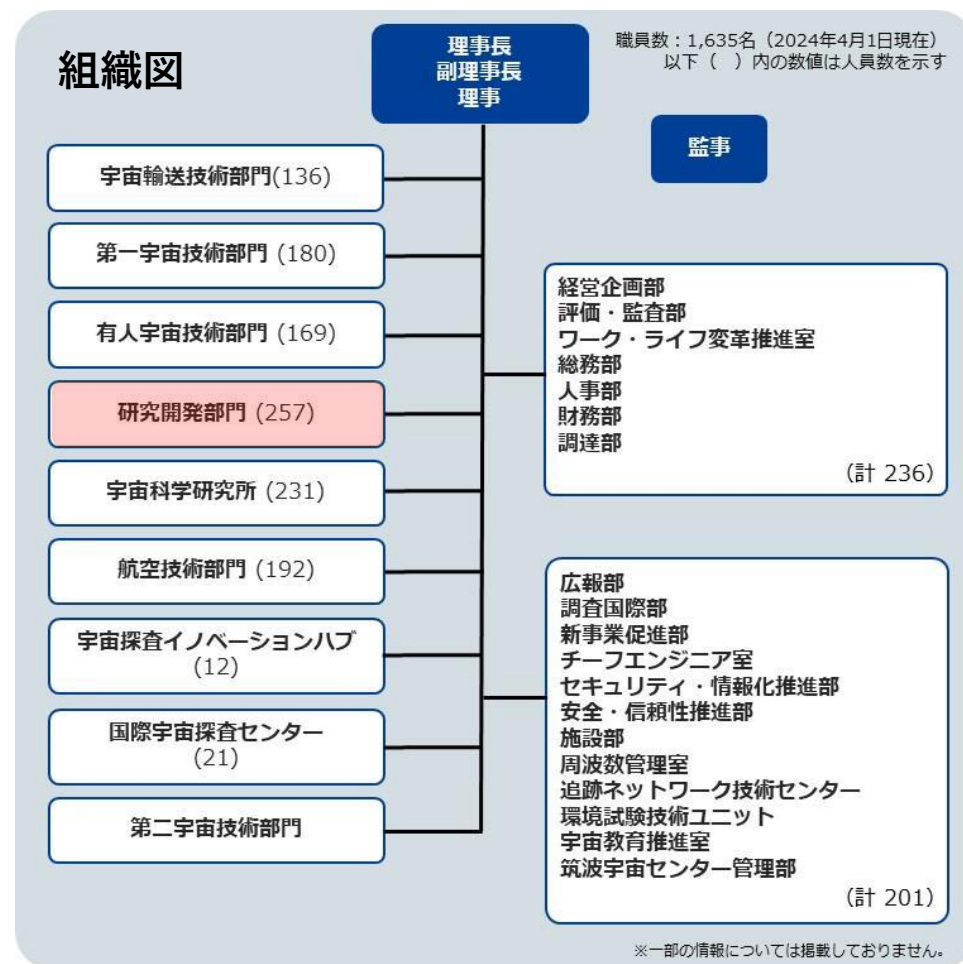 組織図
理事長
副理事長
理事
職員数：1,635名（2024年4月1日現在）
以下（　）内の数値は人員数を示す
監事
宇宙輸送技術部門(136)
第一宇宙技術部門 (180)
有人宇宙技術部門 (169)
研究開発部門 (257)
宇宙科学研究所 (231)
航空技術部門 (192)
宇宙探査イノベーションハブ
(12)
国際宇宙探査センター
(21)
第二宇宙技術部門
経営企画部
評価・監査部
ワーク・ライフ変革推進室
総務部
人事部
財務部
調達部
（計 236）
広報部
調査国際部
新事業促進部
チーフエンジニア室
セキュリティ・情報化推進部
安全・信頼性推進部
施設部
周波数管理室
追跡ネットワーク技術センター
環境試験技術ユニット
宇宙教育推進室
筑波宇宙センター管理部
（計 201）
※一部の情報については掲載しておりません。